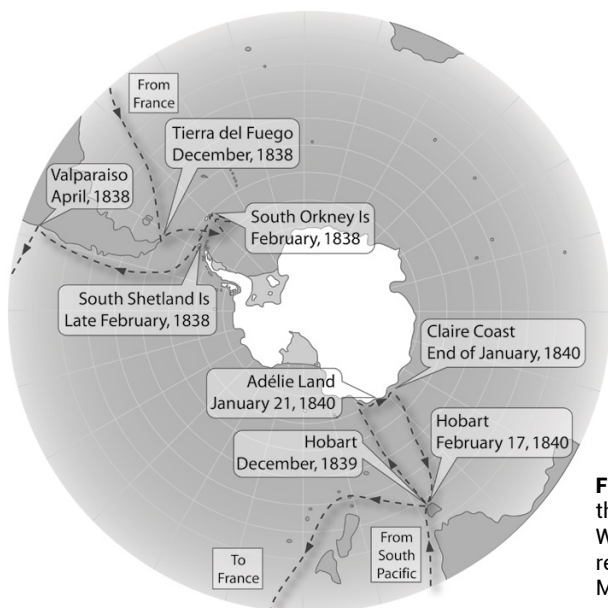 From
France
Tierra del Fuego
December, 1838
Valparaiso
April, 1838
South Orkney Is
February, 1838
South Shetland Is
Late February, 1838
Claire Coast
End of January, 1840
Adélie Land
January 21, 1840
Hobart
February 17, 1840
Hobart
December, 1839
To
France
From
South
Pacific
F
th
W
re
M